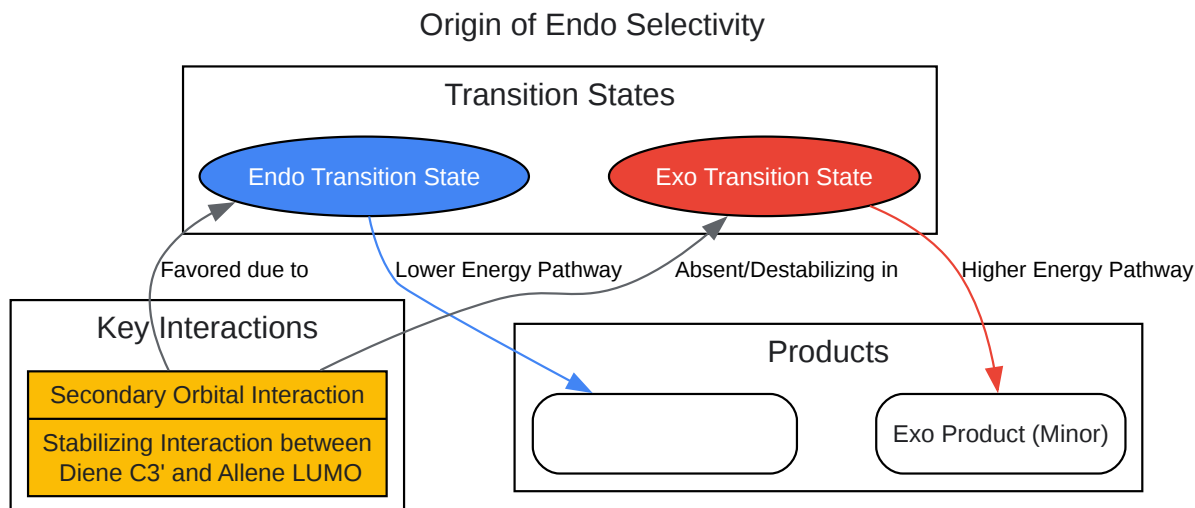 Origin of Endo Selectivity
Transition States
Endo Transition State
Exo Transition State
Favored due to
Lower Energy Pathway
Absent/Destabilizing in
Higher Energy Pathway
Key Interactions
Secondary Orbital Interaction
Stabilizing Interaction between
Diene C3' and Allene LUMO
Products
Exo Product (Minor)